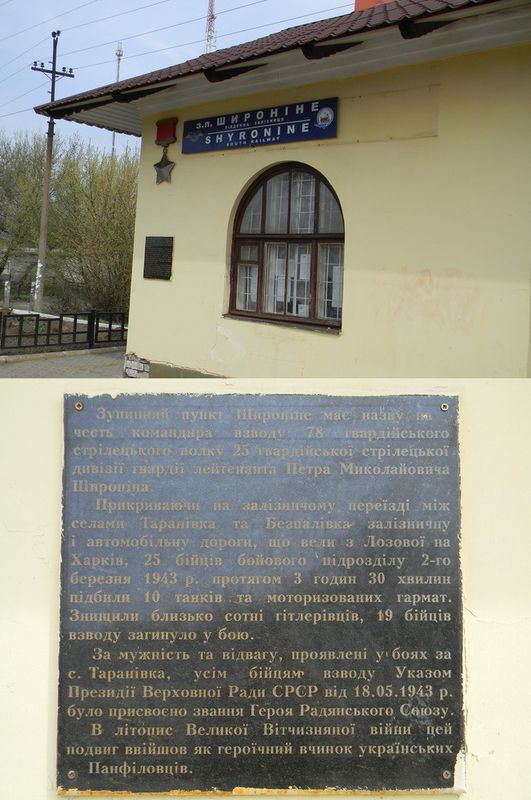 з.п. ШИРОНІНЕ
ПІВДЕННА ЗАЛІЗНИЦЯ
SHYRONINE
SOUTH RAILWAY
Зупинний пункт Широніне має назву на
честь командира взводу 78 гвардійського
стрілецького полку 25 гвардійської стрілецької
дивізії гвардії лейтенанта Петра Миколайовича
Широніна.
Прикриваючи на залізничому переїзді між
селами Таранівка та Безпалівка залізничну
і автомобільну дороги, що вели з Лозової на
Харків, 25 бійців бойового підрозділу 2-го
березня 1943 р. протягом 3 годин 30 хвилин
підбили 10 танків та моторизованих гармат.
Знищили близько сотні гітлерівців, 19 бійців
взводу загинуло у бою.
За мужність та відвагу, проявлені у боях за
с. Таранівка, усім бійцям взводу Указом
Президії Верховної Ради СРСР від 18.05.1943 р.
було присвоєно звання Героя Радянського Союзу.
В літопис Великої Вітчизняної війни цей
подвиг ввійшов як героїчний вчинок українських
Панфіловців.